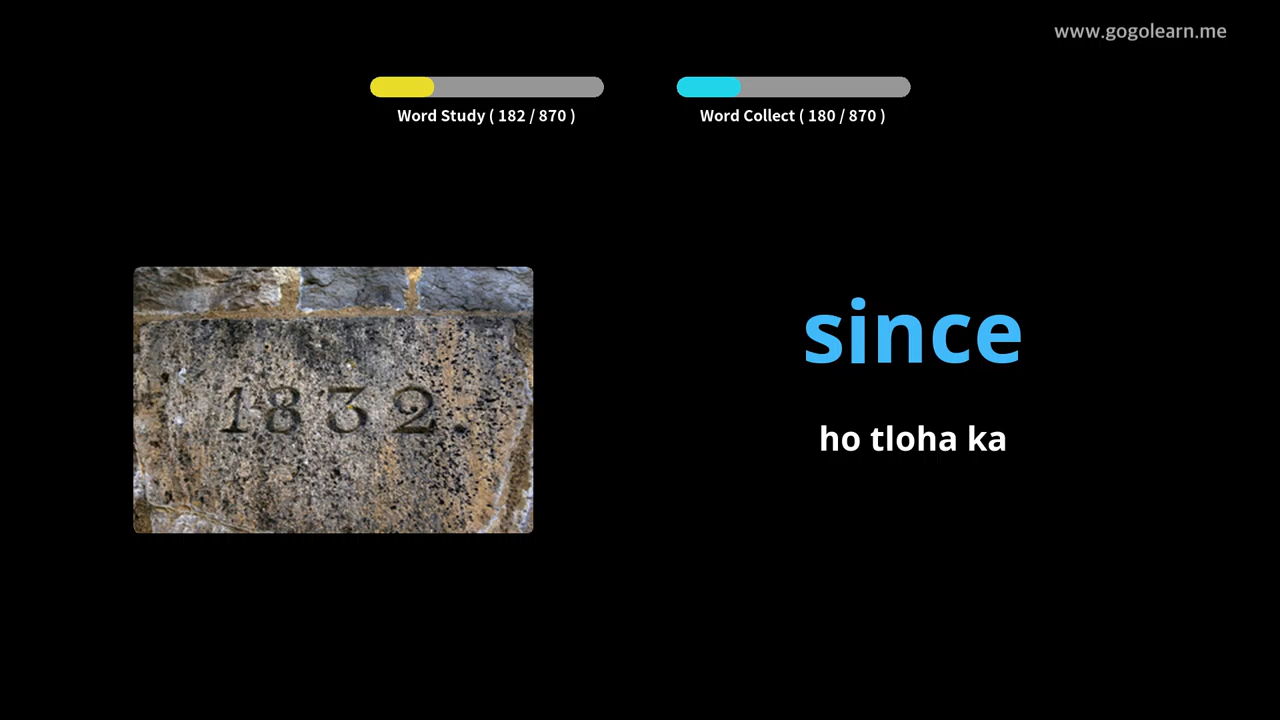 www.gogolearn.me
Word Study ( 182 / 870 )
Word Collect ( 180 / 870 )
1832.
since
ho tloha ka